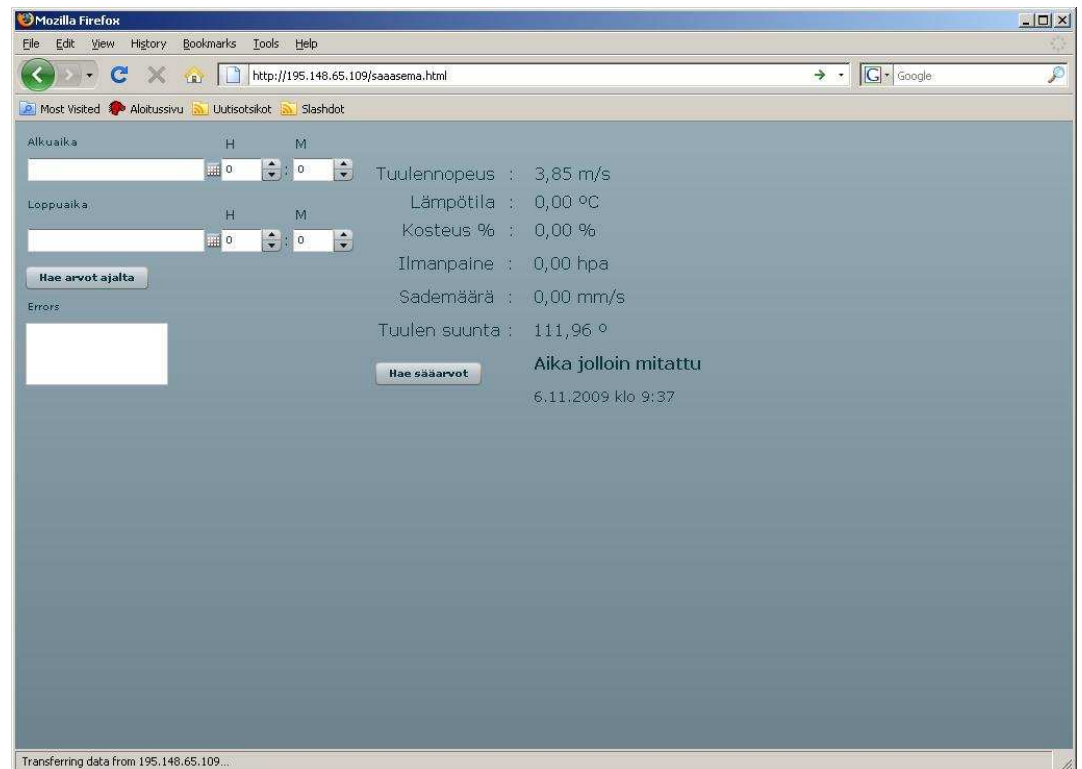 Mozilla Firefox
File Edit View History Bookmarks Tools Help
http://195.148.65.109/saaasema.html
G Google
Most Visited Aloitussivu Uutisotsikot Slashdot
Alkuaika H M
0 : 0
Loppuaika H M
0 : 0
Hae arvot ajalta
Errors
Tuulennopeus : 3,85 m/s
Lämpötila : 0,00 ºC
Kosteus % : 0,00 %
Ilmanpaine : 0,00 hpa
Sademäärä : 0,00 mm/s
Tuulen suunta : 111,96 º
Hae sääarvot
Aika jolloin mitattu
6.11.2009 klo 9:37
Transferring data from 195.148.65.109...